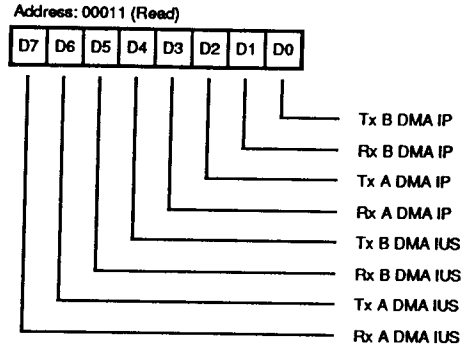 Address: 00011 (Read)
D7 D6 D5 D4 D3 D2 D1 D0
Tx B DMA IP
Rx B DMA IP
Tx A DMA IP
Rx A DMA IP
Tx B DMA IUS
Rx B DMA IUS
Tx A DMA IUS
Rx A DMA IUS